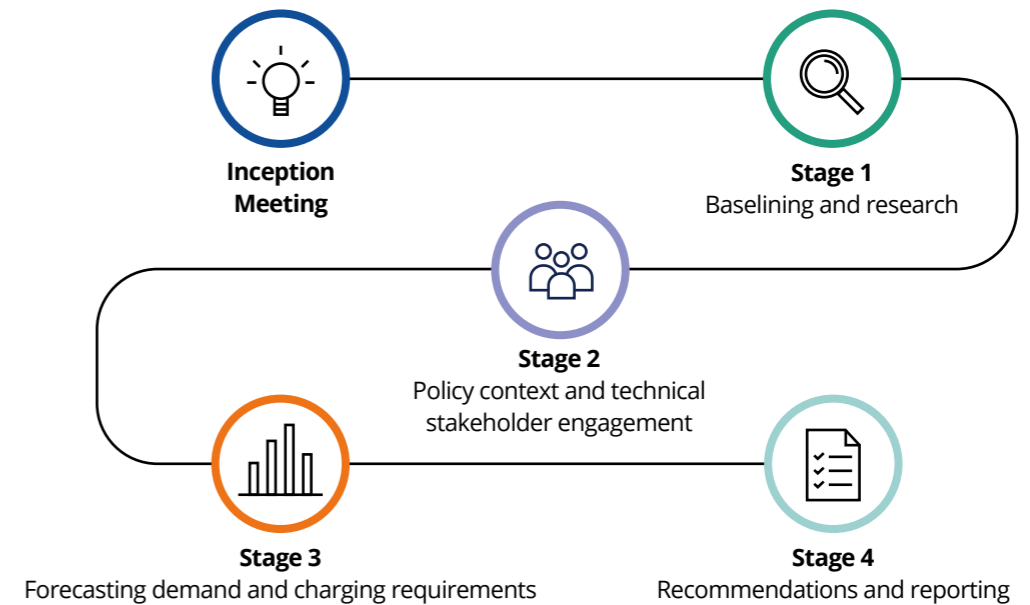 Inception
Meeting
Stage 1
Baselining and research
Stage 2
Policy context and technical
stakeholder engagement
Stage 3
Forecasting demand and charging requirements
Stage 4
Recommendations and reporting